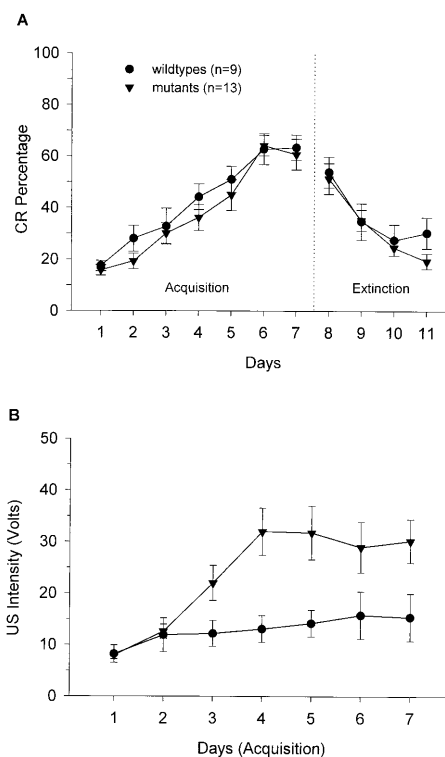 A
100
80
60
40
20
0
CR Percentage
wildtypes (n=9)
mutants (n=13)
Acquisition
Extinction
1 2 3 4 5 6 7 8 9 10 11
Days
B
50
40
30
20
10
0
US Intensity (Volts)
1 2 3 4 5 6 7
Days (Acquisition)